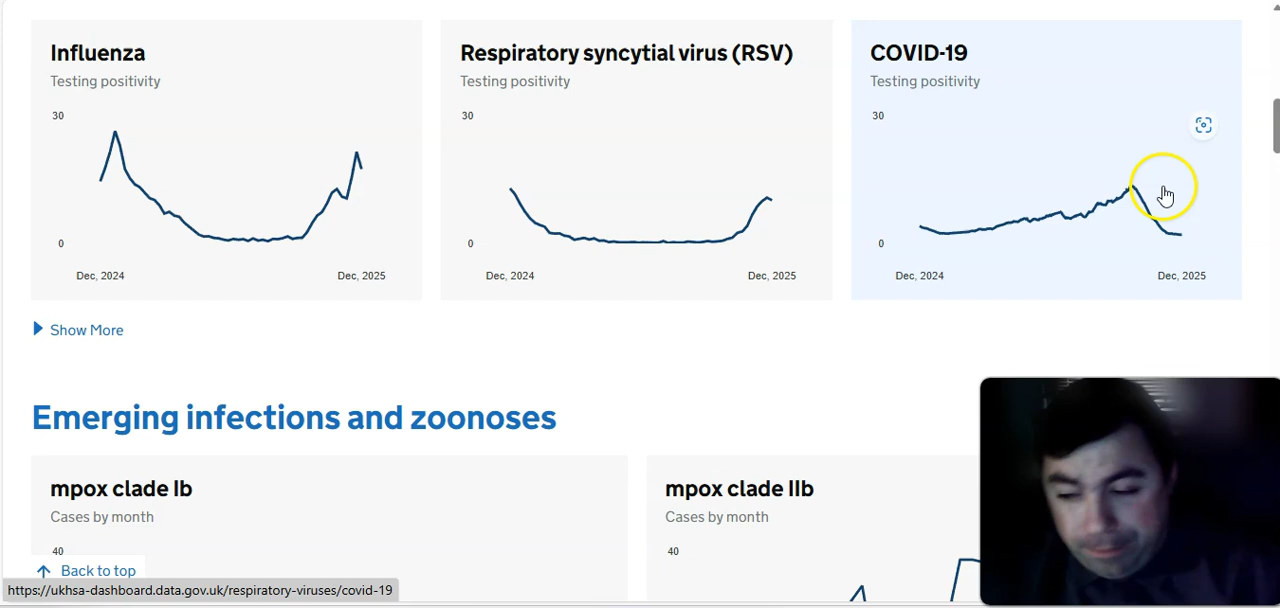 Influenza
Testing positivity
30
0
Dec, 2024
Dec, 2025
Respiratory syncytial virus (RSV)
Testing positivity
30
0
Dec, 2024
Dec, 2025
COVID-19
Testing positivity
30
0
Dec, 2024
Dec, 2025
Show More
Emerging infections and zoonoses
mpox clade Ib
Cases by month
40
mpox clade IIb
Cases by month
40
Back to top
https://ukhsa-dashboard.data.gov.uk/respiratory-viruses/covid-19